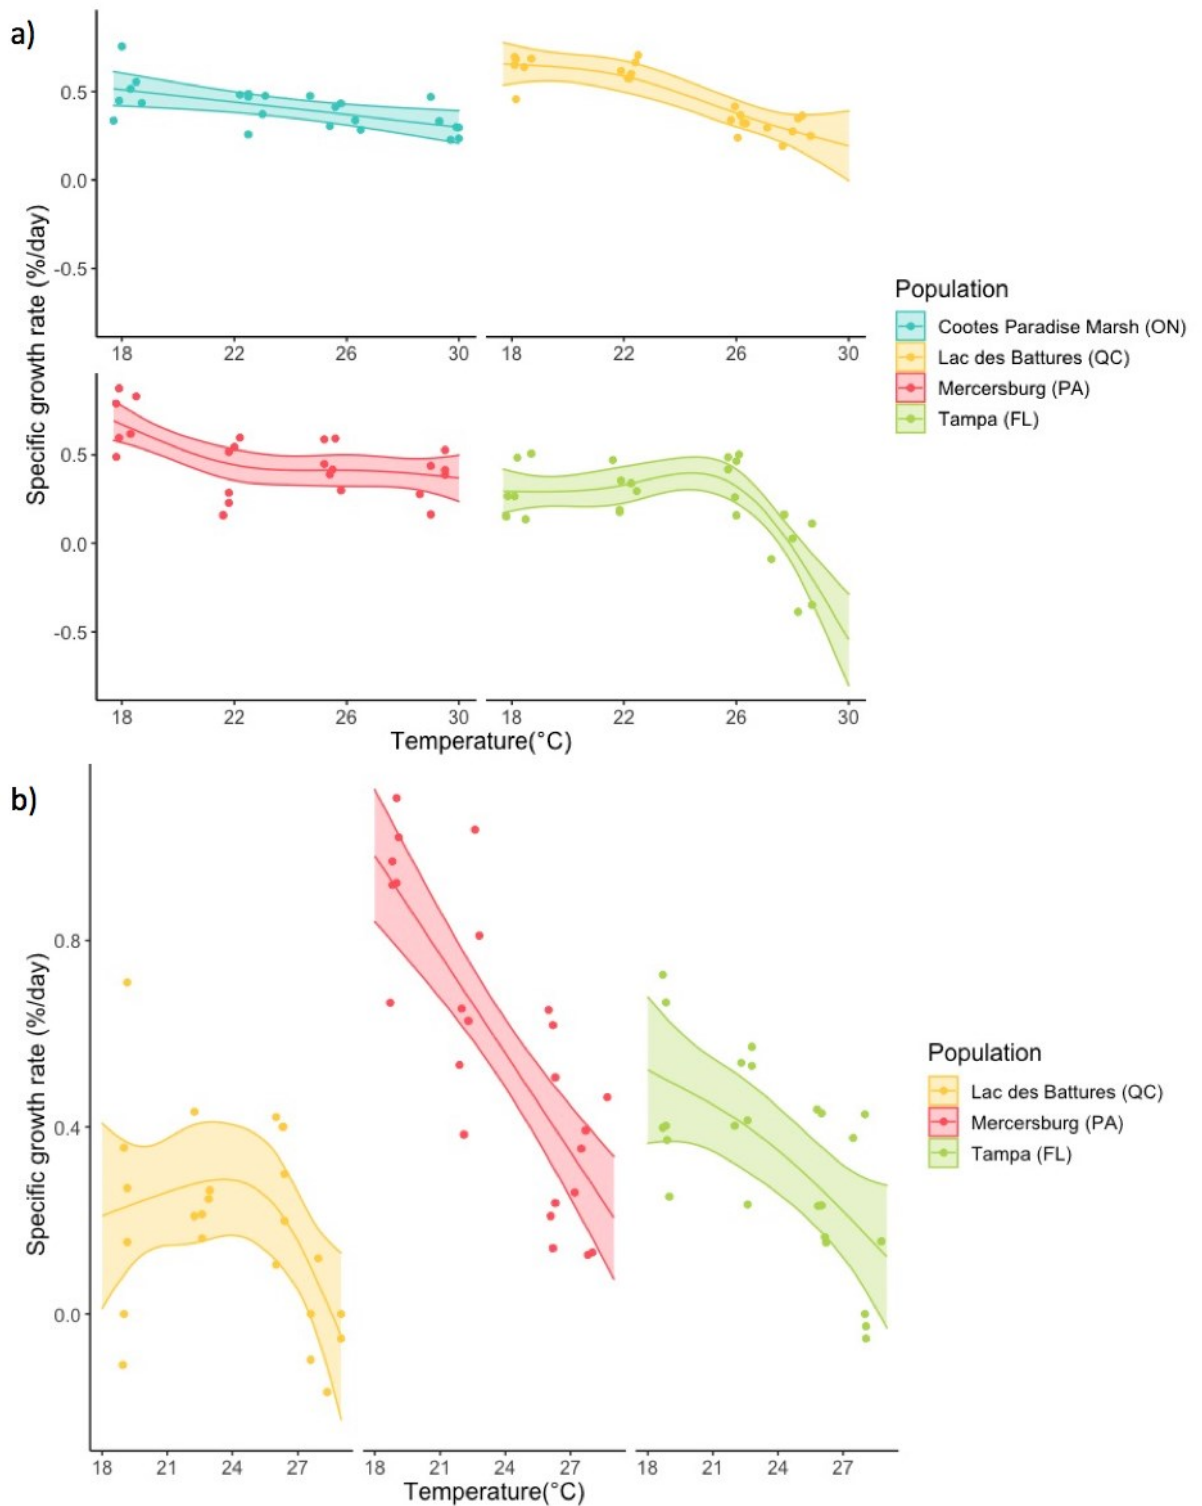 a)
0.5
0.0
-0.5
18 22 26 30 18 22 26 30
Specific growth rate (%/day)
0.5
0.0
-0.5
18 22 26 30 18 22 26 30
Temperature(°C)
Population
Cootes Paradise Marsh (ON)
Lac des Battures (QC)
Mercersburg (PA)
Tampa (FL)
b)
Specific growth rate (%/day)
0.8
0.4
0.0
18 21 24 27 18 21 24 27 18 21 24 27
Temperature(°C)
Population
Lac des Battures (QC)
Mercersburg (PA)
Tampa (FL)